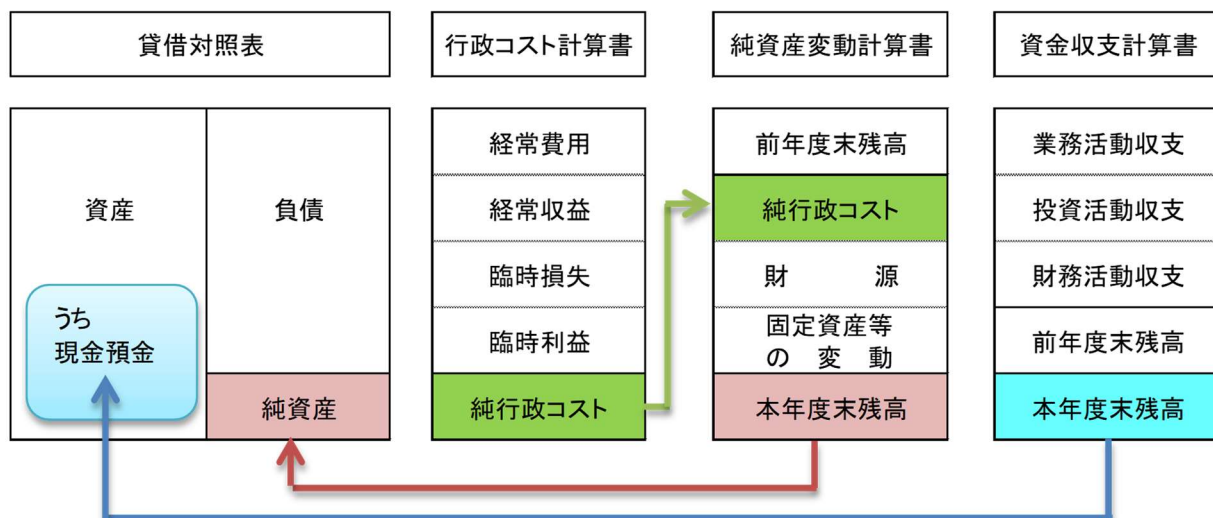 貸借対照表
行政コスト計算書
純資産変動計算書
資金収支計算書
資産
負債
うち
現金預金
純資産
経常費用
経常収益
臨時損失
臨時利益
純行政コスト
前年度末残高
純行政コスト
財　　源
固定資産等
の　変　動
本年度末残高
業務活動収支
投資活動収支
財務活動収支
前年度末残高
本年度末残高